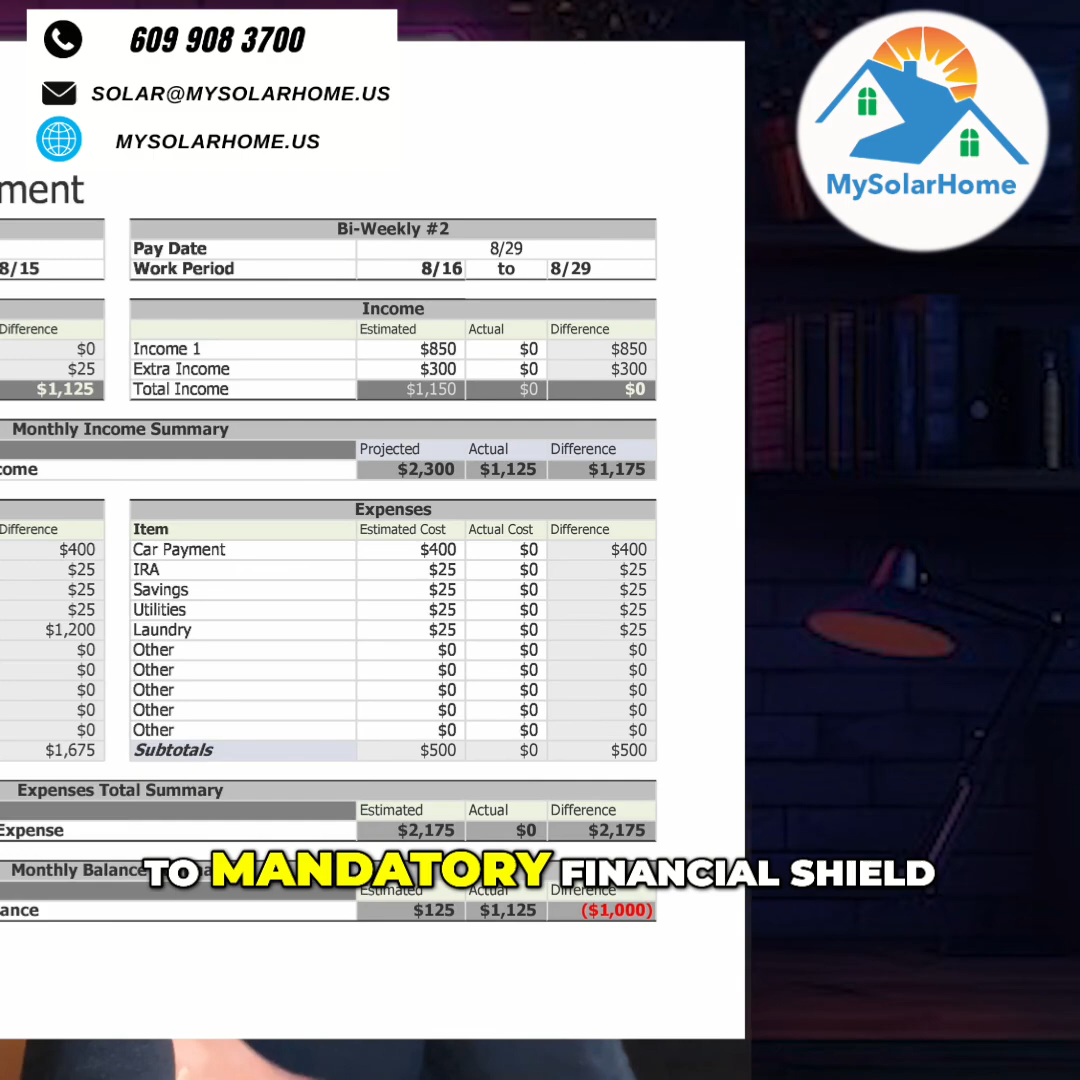 609 908 3700
SOLAR@MYSOLARHOME.US
MYSOLARHOME.US
MySolarHome
ment
Bi-Weekly #2
Pay Date 8/29
8/15 Work Period 8/16 to 8/29
Income
Difference Estimated Actual Difference
$0 Income 1 $850 $0 $850
$25 Extra Income $300 $0 $300
$1,125 Total Income $1,150 $0 $0
Monthly Income Summary
Projected Actual Difference
come $2,300 $1,125 $1,175
Expenses
Difference Item Estimated Cost Actual Cost Difference
$400 Car Payment $400 $0 $400
$25 IRA $25 $0 $25
$25 Savings $25 $0 $25
$25 Utilities $25 $0 $25
$1,200 Laundry $25 $0 $25
$0 Other $0 $0 $0
$0 Other $0 $0 $0
$0 Other $0 $0 $0
$0 Other $0 $0 $0
$0 Other $0 $0 $0
$1,675 Subtotals $500 $0 $500
Expenses Total Summary
Estimated Actual Difference
Expense $2,175 $0 $2,175
Monthly Balance
TO MANDATORY FINANCIAL SHIELD
Estimated Actual Difference
ance $125 $1,125 ($1,000)